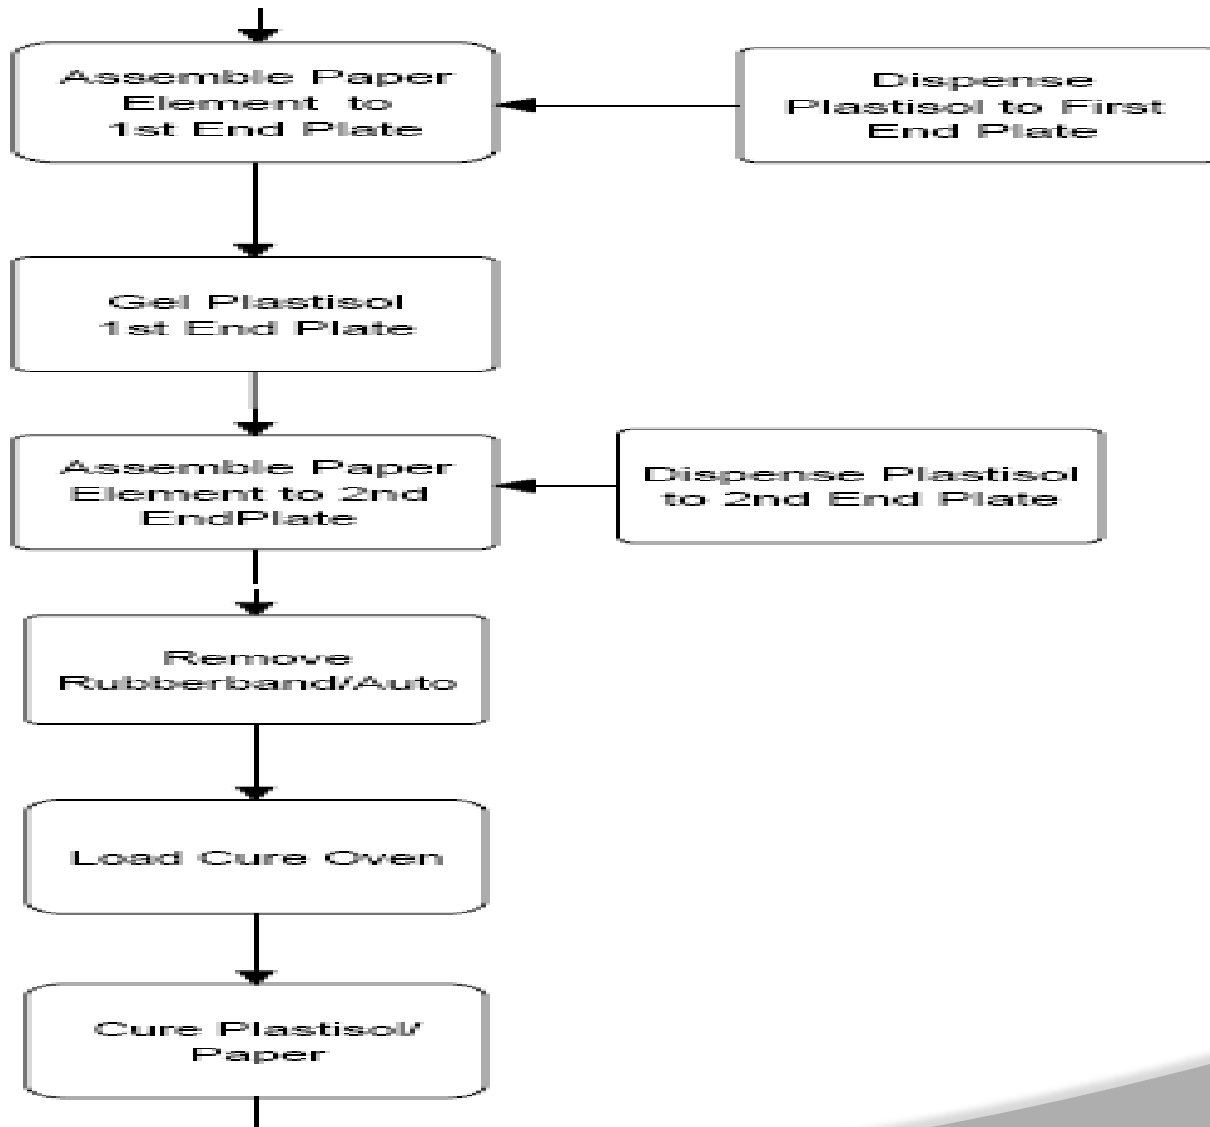 Assemble Paper
Element to
1st End Plate
Dispense
Plastisol to First
End Plate
Gel Plastisol
1st End Plate
Assemble Paper
Element to 2nd
EndPlate
Dispense Plastisol
to 2nd End Plate
Remove
Rubberband/Auto
Load Cure Oven
Cure Plastisol/
Paper